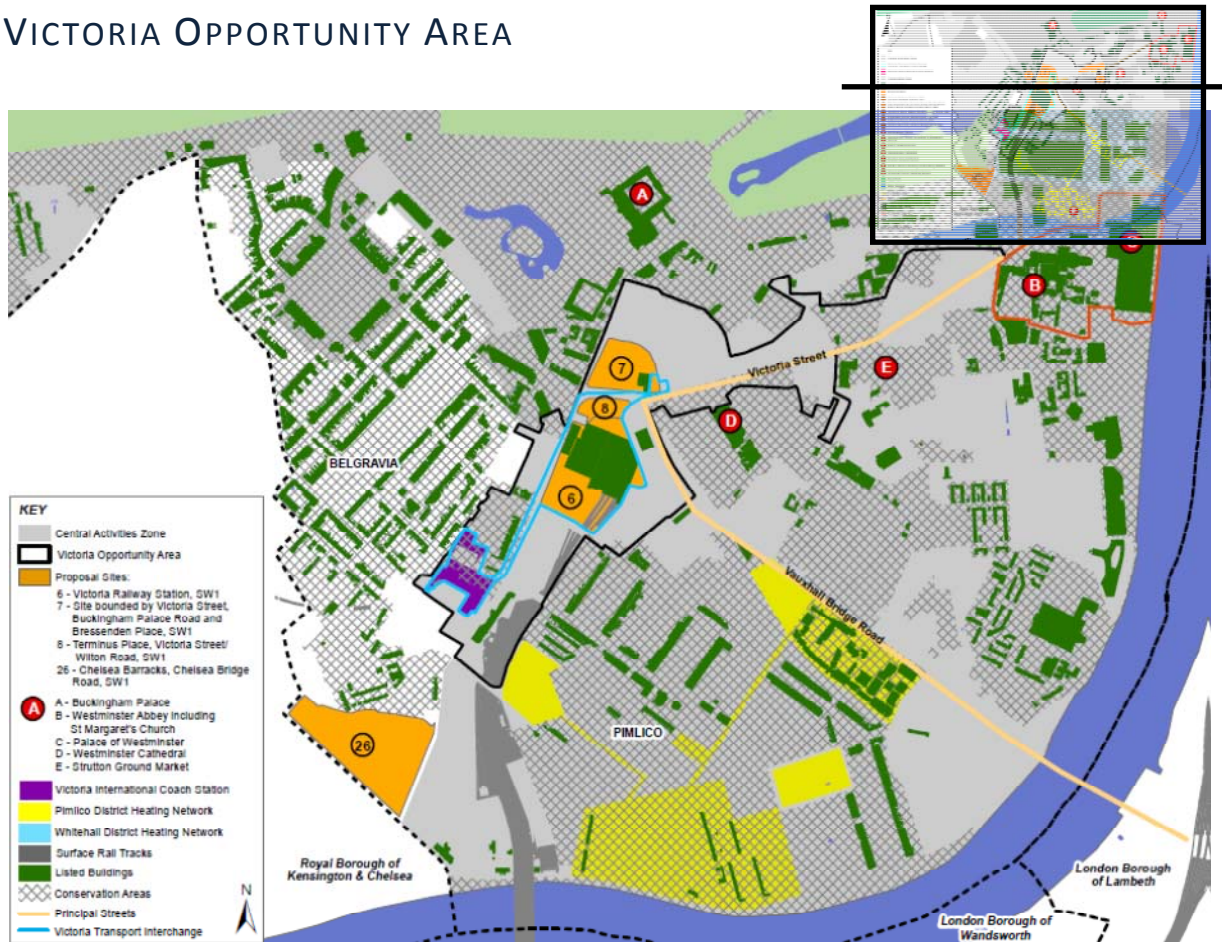 VICTORIA OPPORTUNITY AREA
A
C
B
Victoria Street
E
7
8
D
BELGRAVIA
6
Vauxhall Bridge Road
PIMLICO
26
Royal Borough of
Kensington & Chelsea
London Borough
of Lambeth
London Borough of
Wandsworth
KEY
Central Activities Zone
Victoria Opportunity Area
Proposal Sites:
6 - Victoria Railway Station, SW1
7 - Site bounded by Victoria Street,
Buckingham Palace Road and
Bressenden Place, SW1
8 - Terminus Place, Victoria Street/
Wilton Road, SW1
26 - Chelsea Barracks, Chelsea Bridge
Road, SW1
A
A - Buckingham Palace
B - Westminster Abbey including
St Margaret's Church
C - Palace of Westminster
D - Westminster Cathedral
E - Strutton Ground Market
Victoria International Coach Station
Pimlico District Heating Network
Whitehall District Heating Network
Surface Rail Tracks
Listed Buildings
Conservation Areas
Principal Streets
Victoria Transport Interchange
N